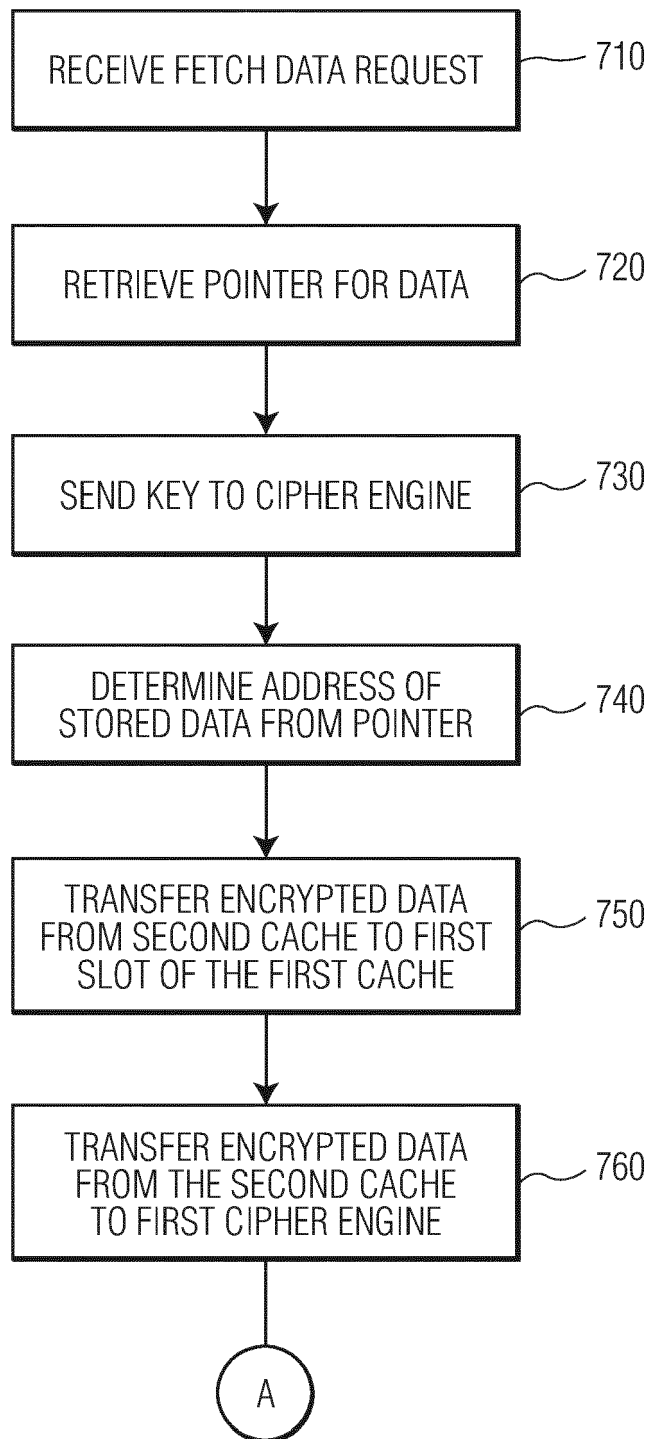 RECEIVE FETCH DATA REQUEST
710
RETRIEVE POINTER FOR DATA
720
SEND KEY TO CIPHER ENGINE
730
DETERMINE ADDRESS OF
STORED DATA FROM POINTER
740
TRANSFER ENCRYPTED DATA
FROM SECOND CACHE TO FIRST
SLOT OF THE FIRST CACHE
750
TRANSFER ENCRYPTED DATA
FROM THE SECOND CACHE
TO FIRST CIPHER ENGINE
760
A